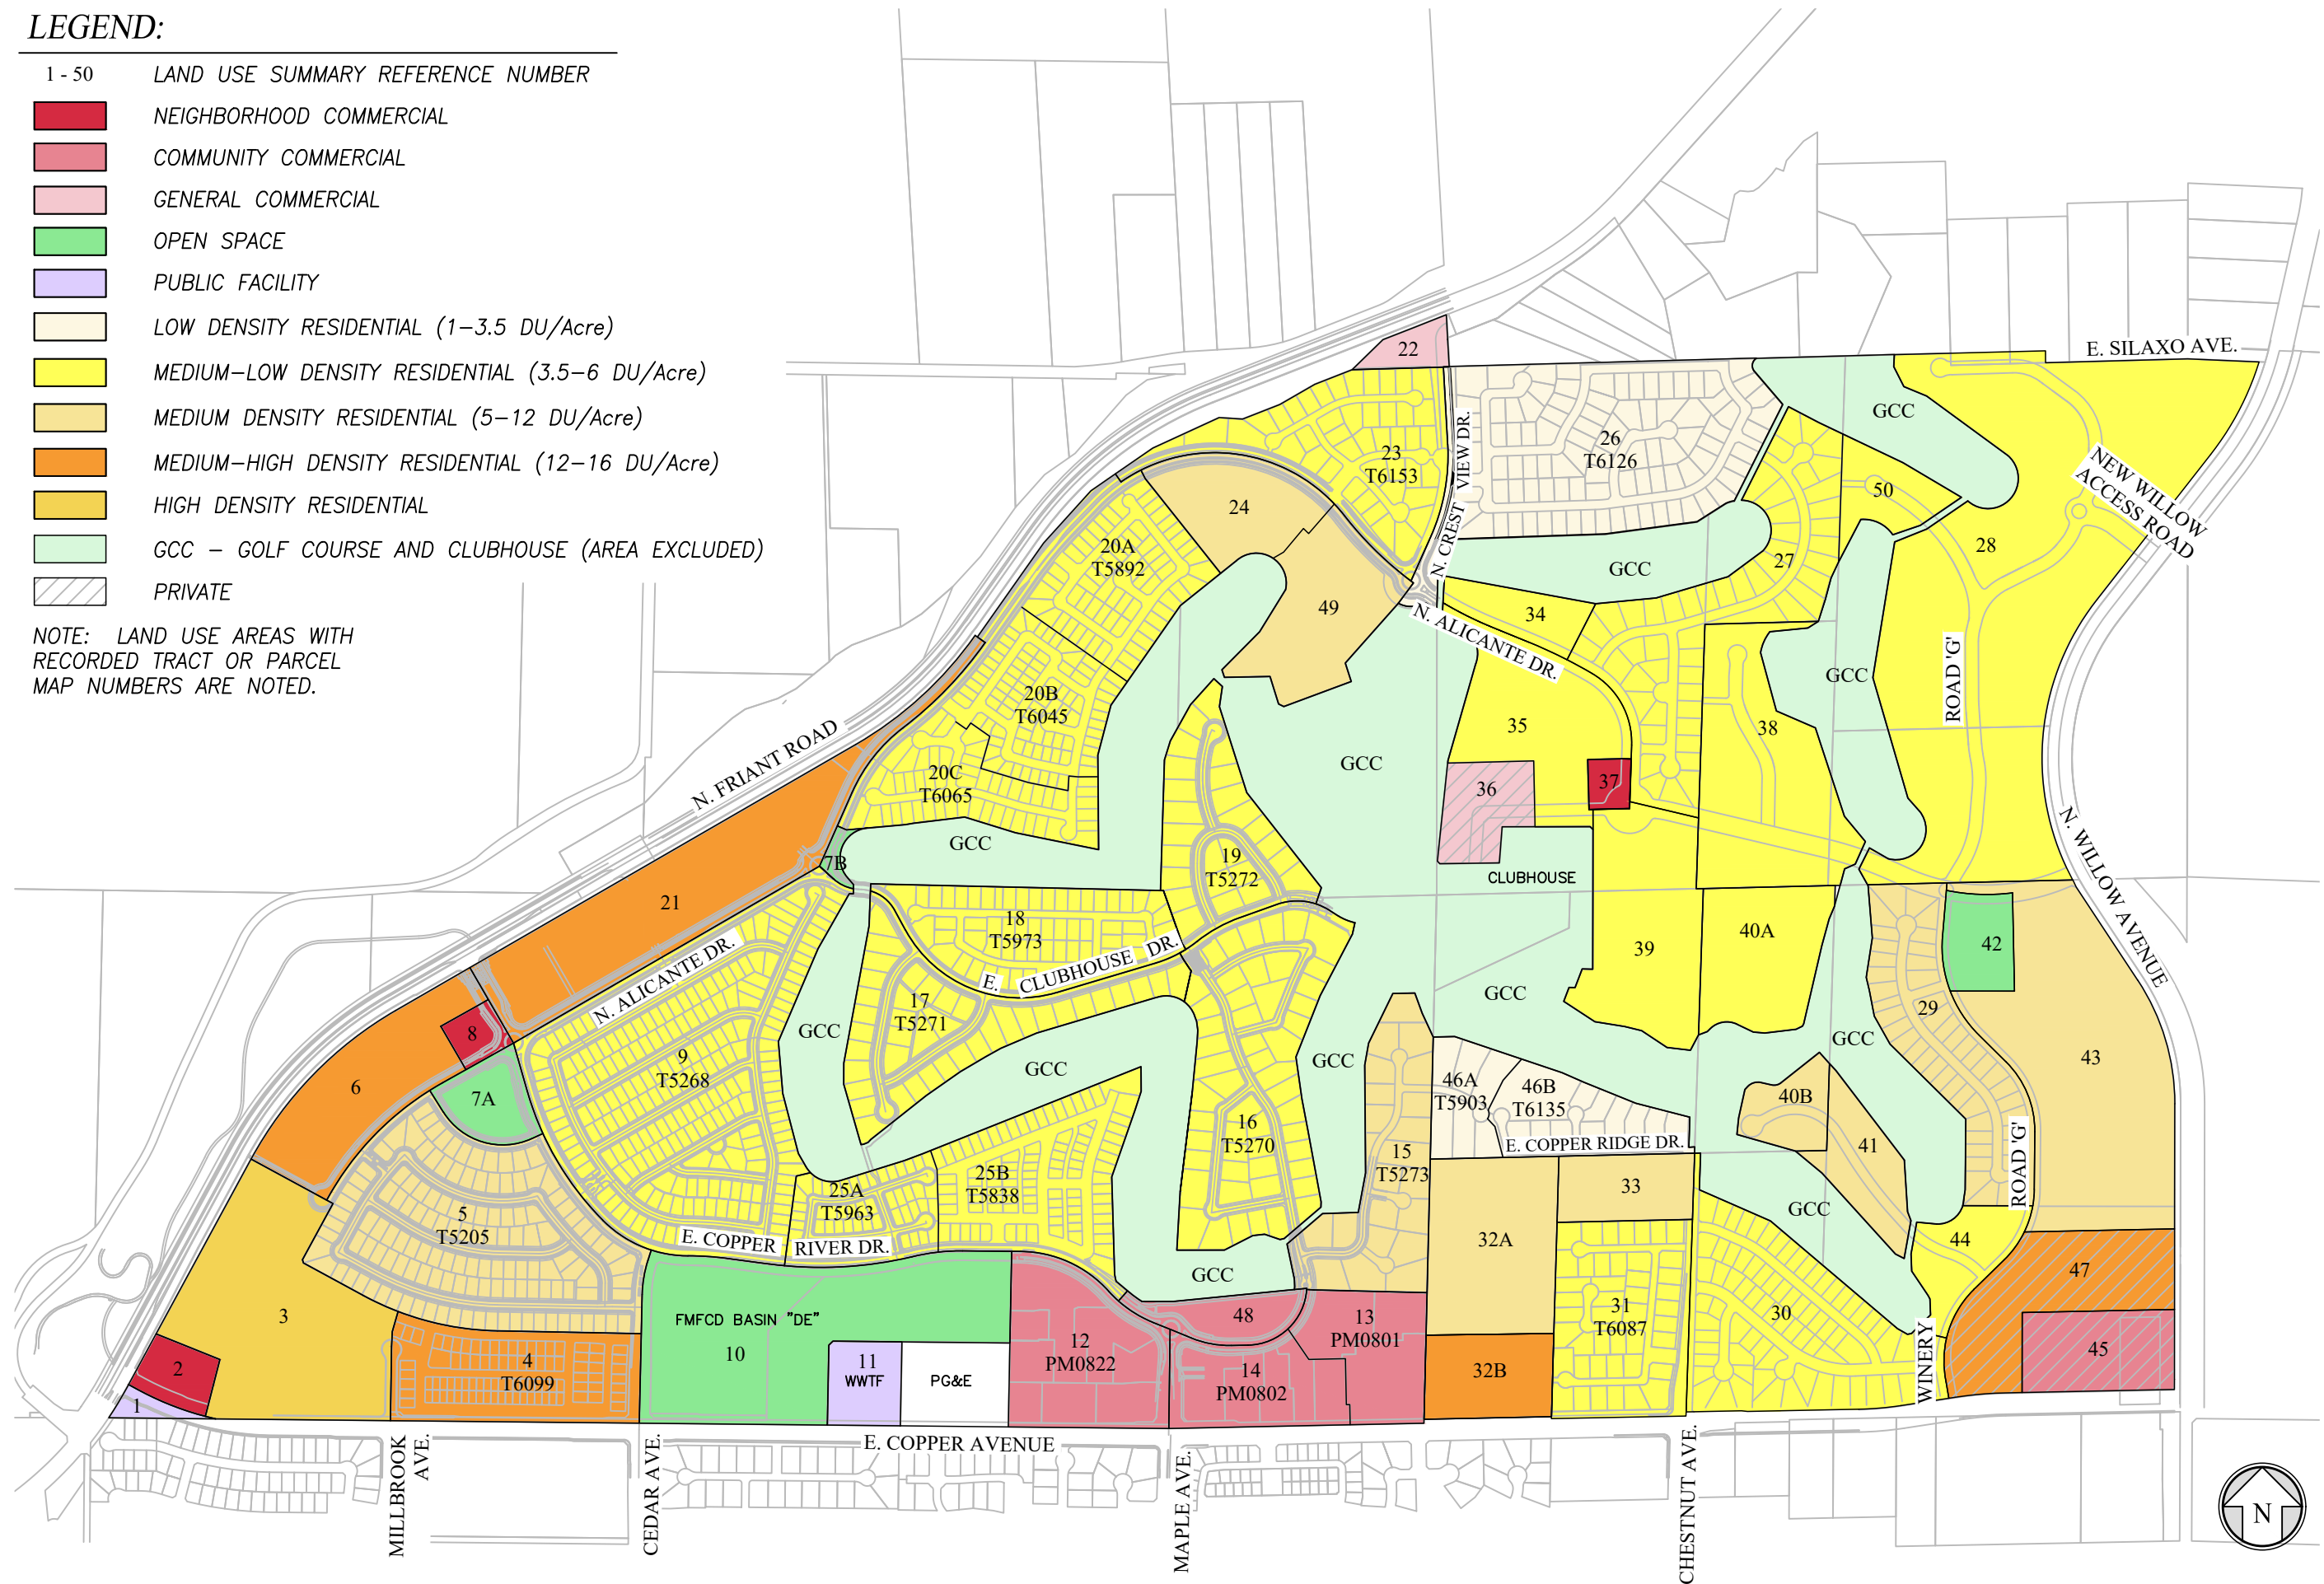 LEGEND:
1 - 50 LAND USE SUMMARY REFERENCE NUMBER
NEIGHBORHOOD COMMERCIAL
COMMUNITY COMMERCIAL
GENERAL COMMERCIAL
OPEN SPACE
PUBLIC FACILITY
LOW DENSITY RESIDENTIAL (1-3.5 DU/Acre)
MEDIUM-LOW DENSITY RESIDENTIAL (3.5-6 DU/Acre)
MEDIUM DENSITY RESIDENTIAL (5-12 DU/Acre)
MEDIUM-HIGH DENSITY RESIDENTIAL (12-16 DU/Acre)
HIGH DENSITY RESIDENTIAL
GCC - GOLF COURSE AND CLUBHOUSE (AREA EXCLUDED)
PRIVATE
NOTE: LAND USE AREAS WITH
RECORDED TRACT OR PARCEL
MAP NUMBERS ARE NOTED.
22
E. SILAXO AVE.
GCC
23
T6153
N. CREST VIEW DR.
26
T6126
50
NEW WILLOW
ACCESS ROAD
24
28
20A
T5892
GCC
27
49
34
N. ALICANTE DR.
20B
T6045
GCC
ROAD 'G'
35
38
N. FRIANT ROAD
20C
T6065
GCC
36
37
GCC
7B
19
T5272
CLUBHOUSE
N. WILLOW AVENUE
21
18
T5973
39
40A
42
N. ALICANTE DR.
E. CLUBHOUSE DR.
GCC
17
T5271
29
8
GCC
GCC
GCC
GCC
43
9
T5268
6
7A
46A
T5903
46B
T6135
40B
16
T5270
E. COPPER RIDGE DR.
41
15
T5273
25A
T5963
25B
T5838
33
ROAD 'G'
5
T5205
GCC
E. COPPER RIVER DR.
32A
44
GCC
47
3
FMFCD BASIN "DE"
10
48
13
PM0801
31
T6087
30
12
PM0822
45
2
4
T6099
11
WWTF
PG&E
14
PM0802
32B
WINERY
1
E. COPPER AVENUE
MILLBROOK
AVE.
CEDAR AVE.
MAPLE AVE.
CHESTNUT AVE.
N